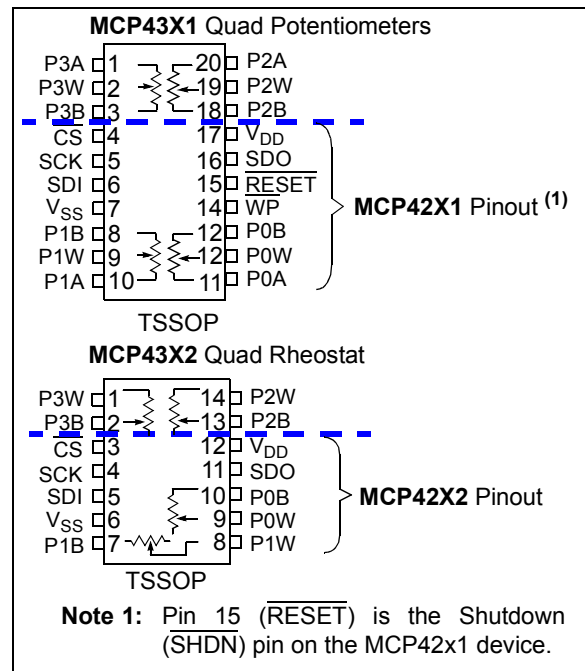 MCP43X1 Quad Potentiometers
P3A 1 20 P2A
P3W 2 19 P2W
P3B 3 18 P2B
CS 4 17 VDD
SCK 5 16 SDO
SDI 6 15 RESET
VSS 7 14 WP
P1B 8 12 P0B
P1W 9 12 P0W
P1A 10 11 P0A
MCP42X1 Pinout (1)
TSSOP
MCP43X2 Quad Rheostat
P3W 1 14 P2W
P3B 2 13 P2B
CS 3 12 VDD
SCK 4 11 SDO
SDI 5 10 P0B
VSS 6 9 P0W
P1B 7 8 P1W
MCP42X2 Pinout
TSSOP
Note 1: Pin 15 (RESET) is the Shutdown
(SHDN) pin on the MCP42x1 device.